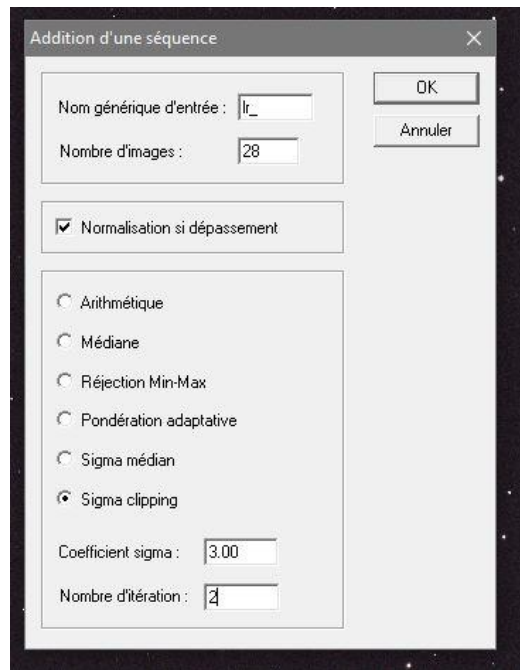 Addition d'une séquence
OK
Nom générique d'entrée : lr_
Annuler
Nombre d'images : 28
Normalisation si dépassement
Arithmétique
Médiane
Réjection Min-Max
Pondération adaptative
Sigma médian
Sigma clipping
Coefficient sigma : 3.00
Nombre d'itération : 2